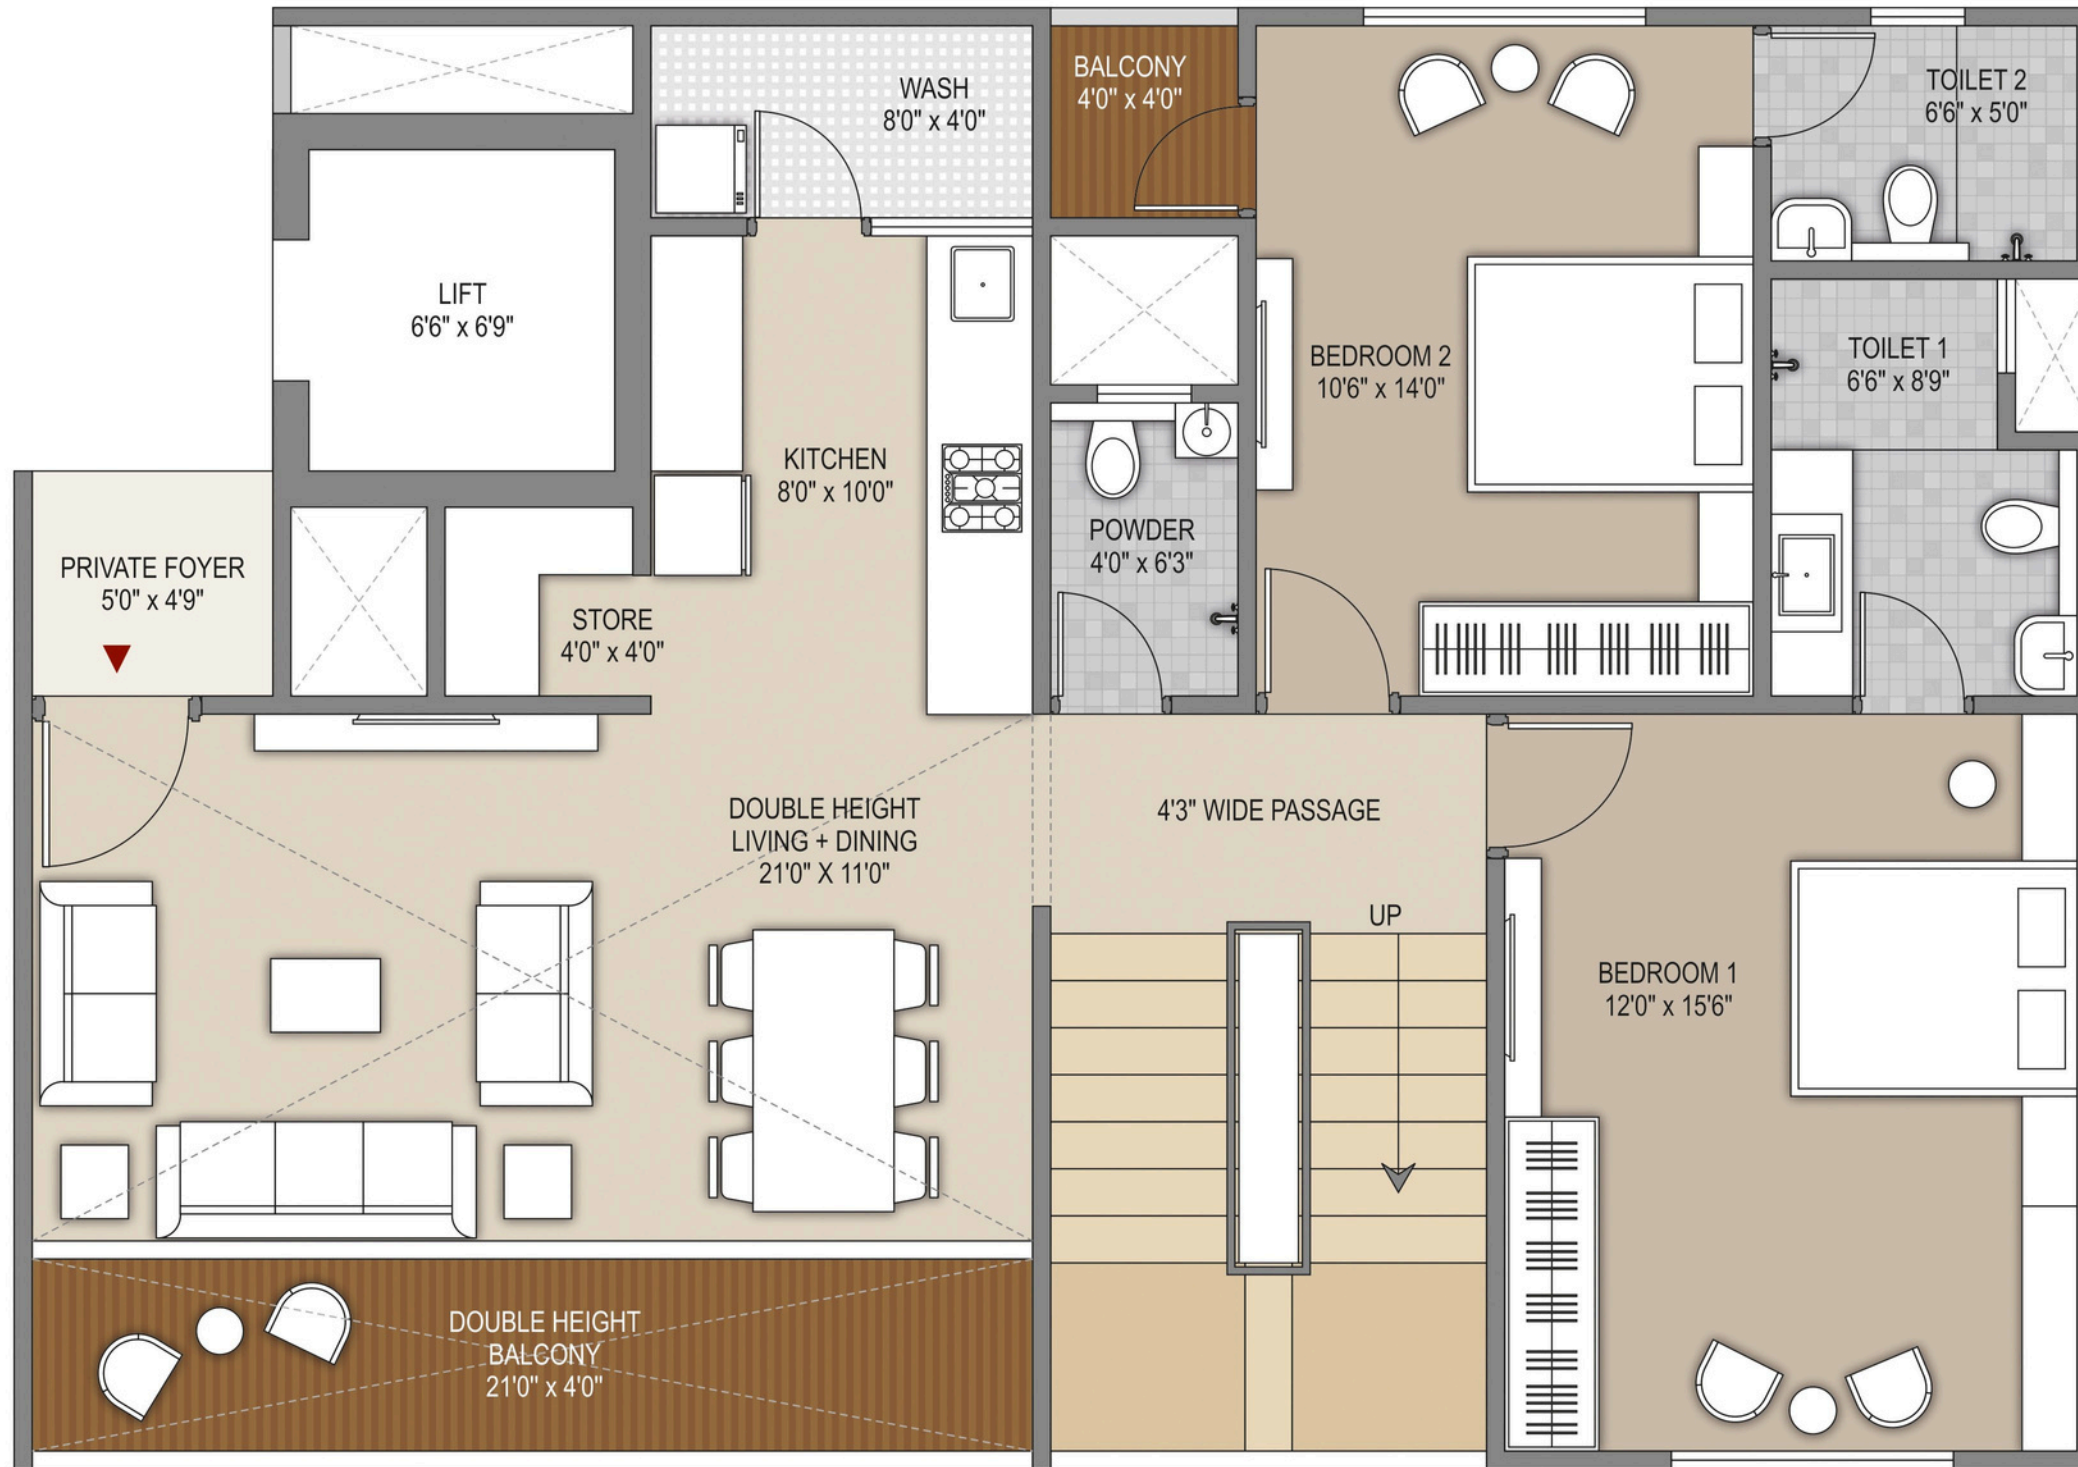 WASH
8'0" x 4'0"
BALCONY
4'0" x 4'0"
TOILET 2
6'6" x 5'0"
LIFT
6'6" x 6'9"
BEDROOM 2
10'6" x 14'0"
TOILET 1
6'6" x 8'9"
KITCHEN
8'0" x 10'0"
POWDER
4'0" x 6'3"
PRIVATE FOYER
5'0" x 4'9"
STORE
4'0" x 4'0"
DOUBLE HEIGHT
LIVING + DINING
21'0" X 11'0"
4'3" WIDE PASSAGE
UP
BEDROOM 1
12'0" x 15'6"
DOUBLE HEIGHT
BALCONY
21'0" x 4'0"